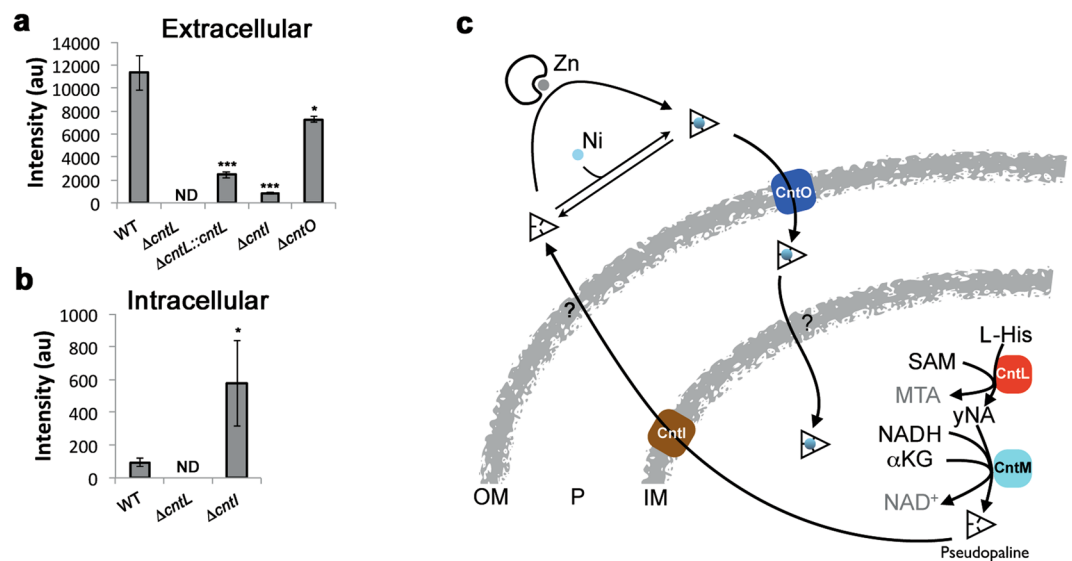 a
Extracellular
Intensity (au)
14000
12000
10000
8000
6000
4000
2000
0
ND
***
***
*
WT
ΔcntL
ΔcntL::cntL
ΔcntI
ΔcntO
b
Intracellular
Intensity (au)
1000
800
600
400
200
0
ND
*
WT
ΔcntL
ΔcntI
c
Zn
Ni
CntO
?
?
L-His
SAM
CntL
MTA
yNA
NADH
αKG
CntM
NAD⁺
CntI
OM P IM
Pseudopaline